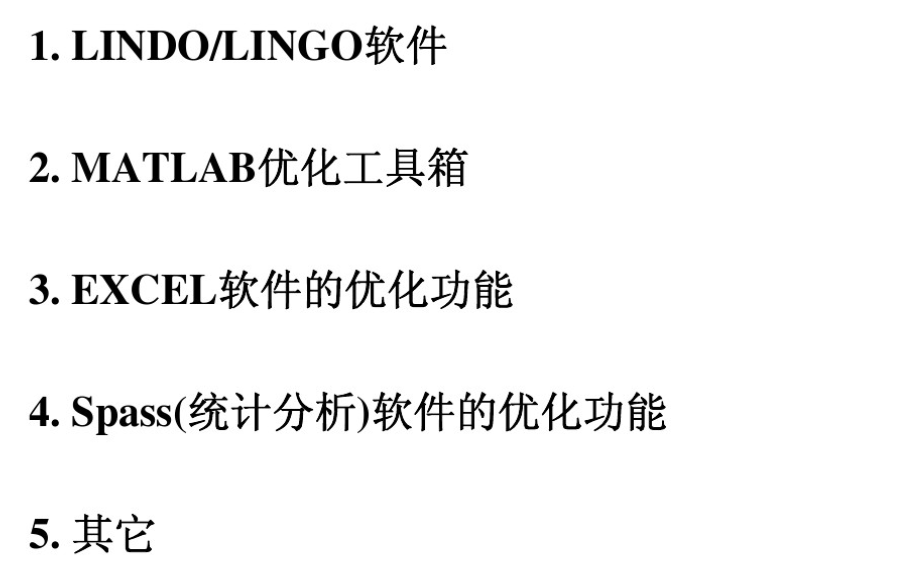 1. LINDO/LINGO软件
2. MATLAB优化工具箱
3. EXCEL软件的优化功能
4. Spass(统计分析)软件的优化功能
5. 其它